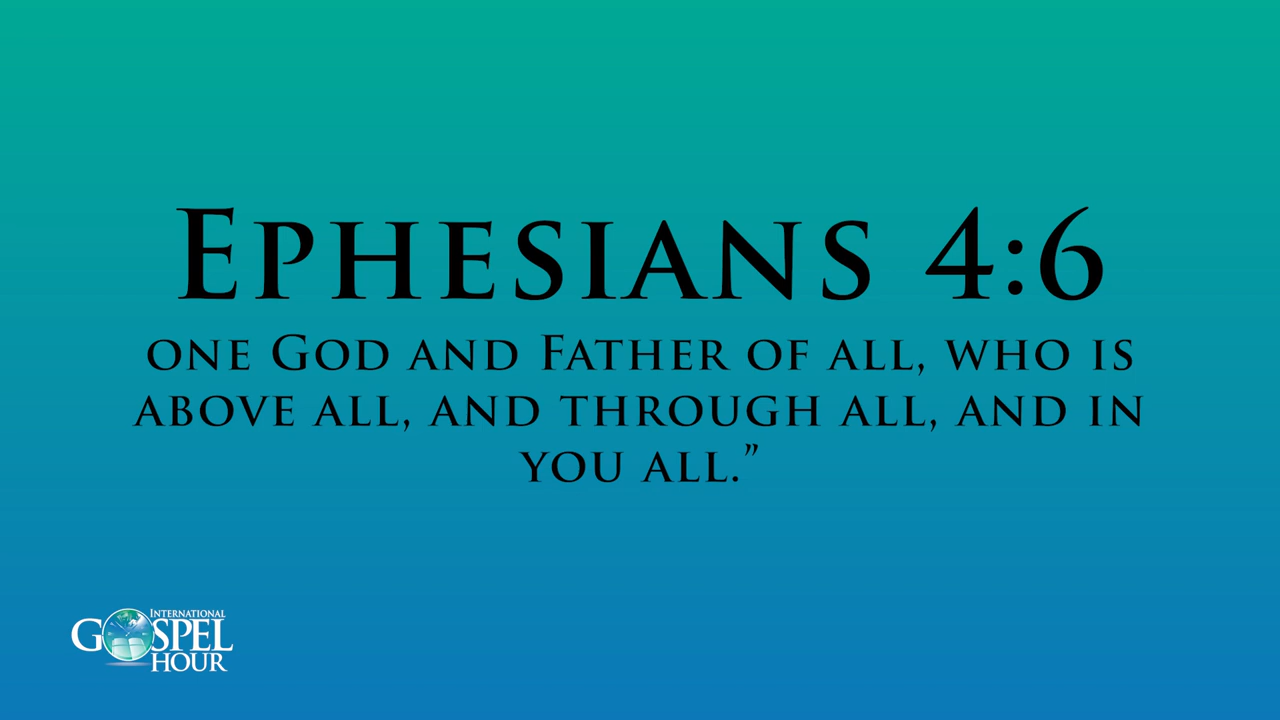 Ephesians 4:6
one God and Father of all, who is
above all, and through all, and in
you all.”
International
Gospel
Hour